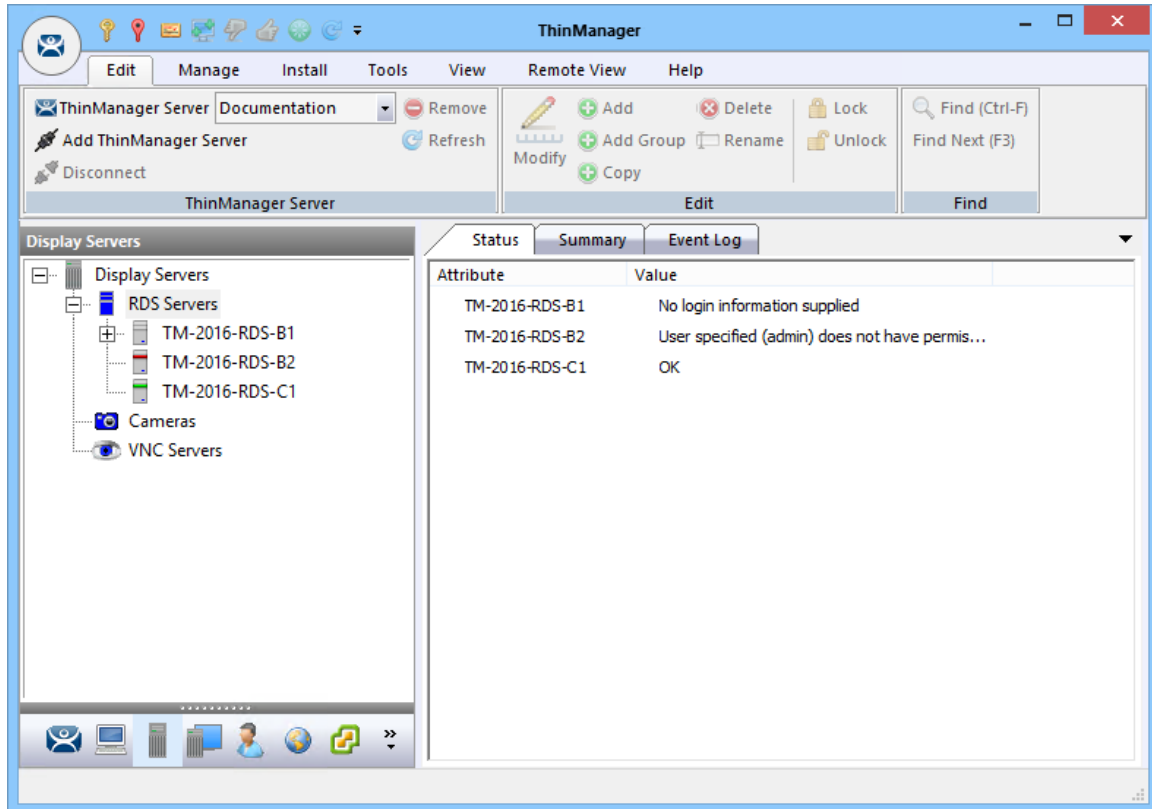 ThinManager
Edit Manage Install Tools View Remote View Help
ThinManager Server Documentation Remove Add Delete Lock Find (Ctrl-F)
Add ThinManager Server Refresh Modify Add Group Rename Unlock Find Next (F3)
Disconnect Copy
ThinManager Server Edit Find
Display Servers Status Summary Event Log
Display Servers Attribute Value
RDS Servers TM-2016-RDS-B1 No login information supplied
TM-2016-RDS-B1 TM-2016-RDS-B2 User specified (admin) does not have permis...
TM-2016-RDS-B2 TM-2016-RDS-C1 OK
TM-2016-RDS-C1
Cameras
VNC Servers